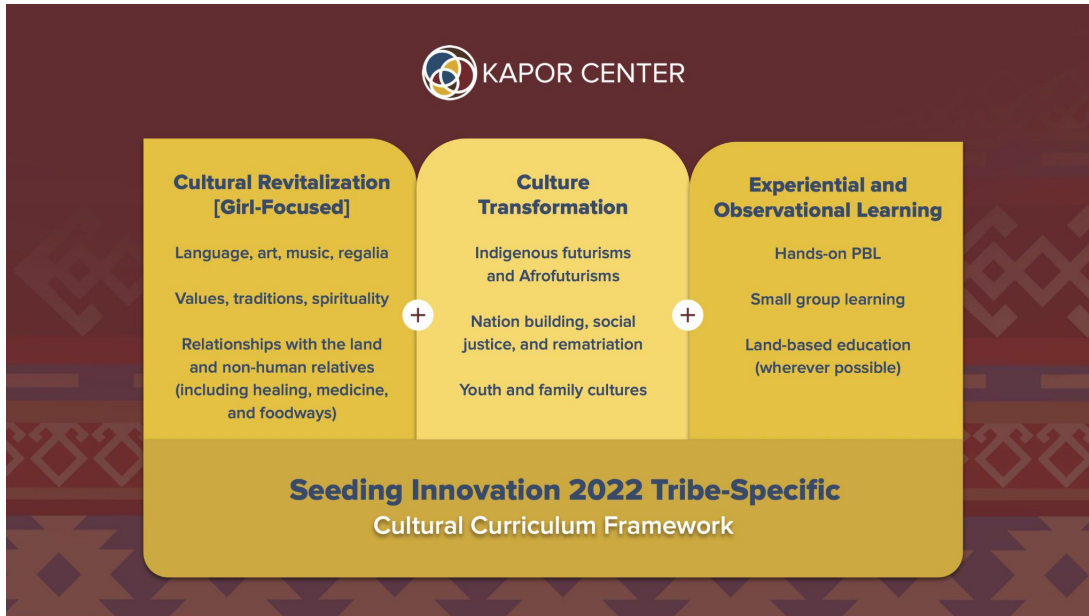 KAPOR CENTER
Cultural Revitalization
[Girl-Focused]
Language, art, music, regalia
Values, traditions, spirituality
Relationships with the land
and non-human relatives
(including healing, medicine,
and foodways)
Culture
Transformation
Indigenous futurisms
and Afrofuturisms
Nation building, social
justice, and rematriation
Youth and family cultures
Experiential and
Observational Learning
Hands-on PBL
Small group learning
Land-based education
(wherever possible)
+
+
Seeding Innovation 2022 Tribe-Specific
Cultural Curriculum Framework